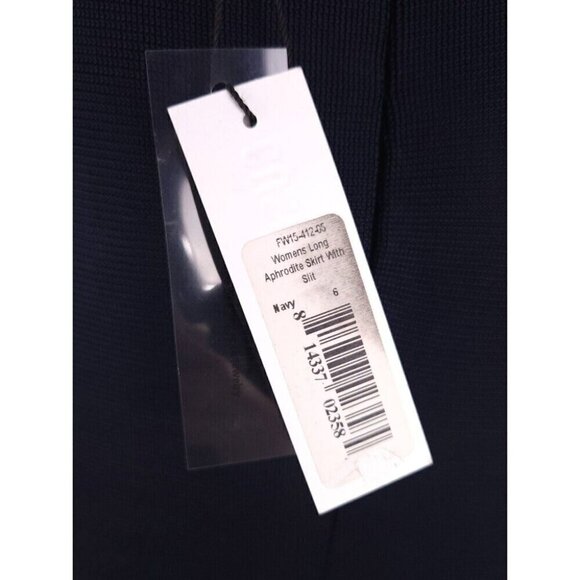 FW15-412-05
Womens Long
Aphrodite Skirt With
Slit
Navy 6
8 14337 02358